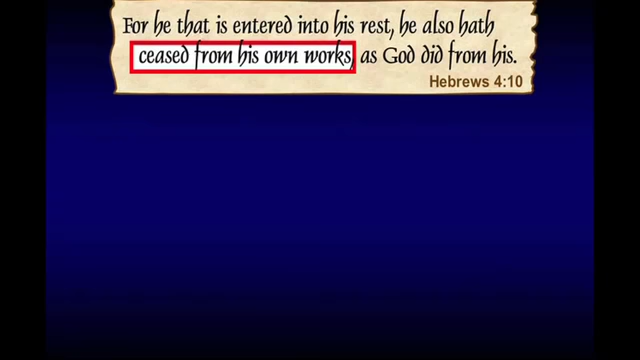 For he that is entered into his rest, he also hath
ceased from his own works, as God did from his.
Hebrews 4:10